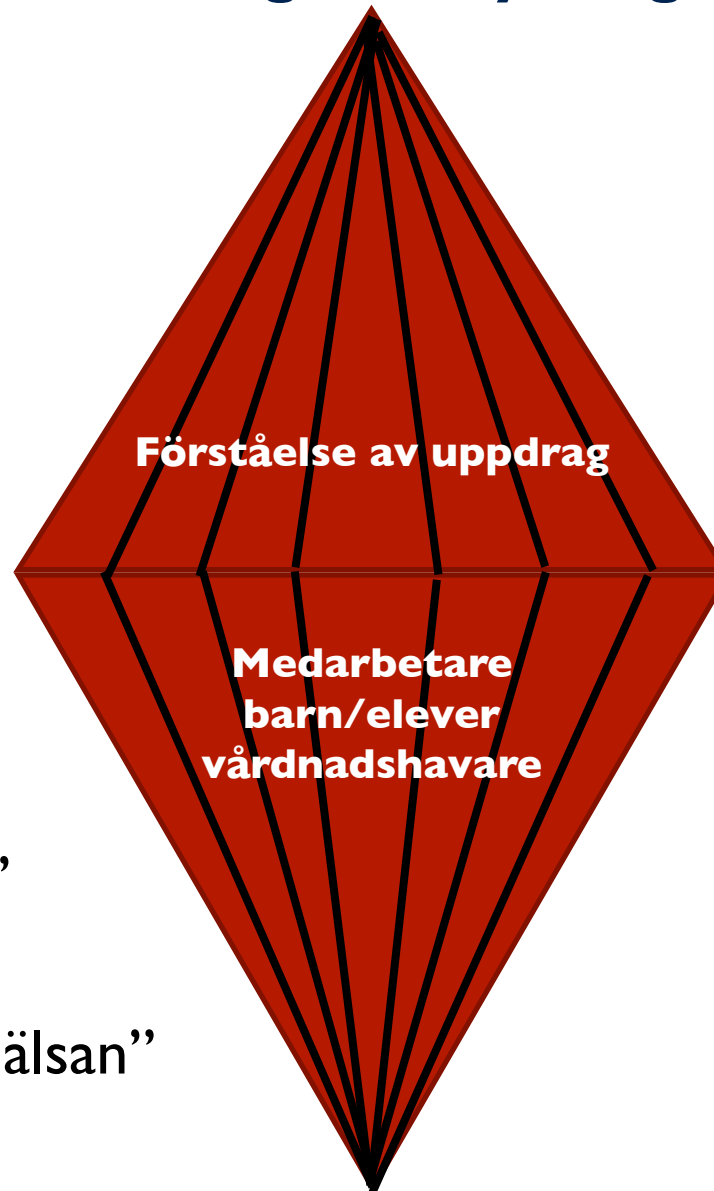 Förståelse av uppdrag
Medarbetare
barn/elever
vårdnadshavare
”
älsan”